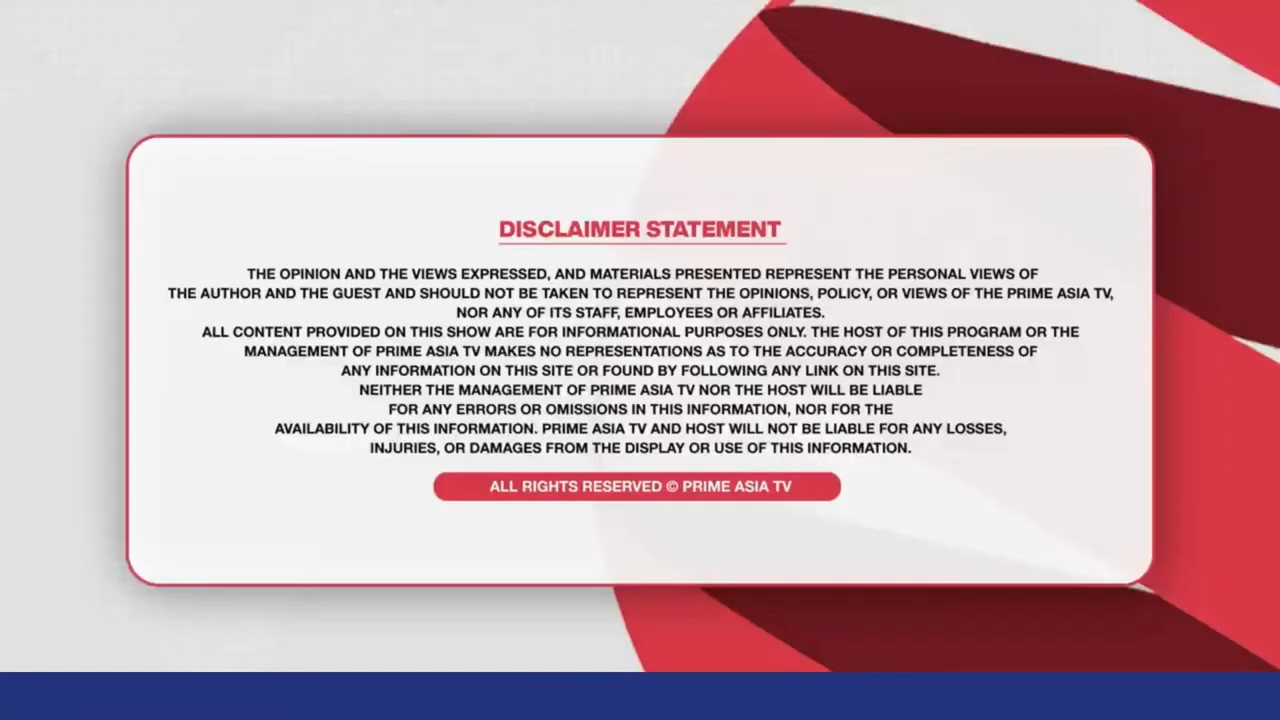 DISCLAIMER STATEMENT
THE OPINION AND THE VIEWS EXPRESSED, AND MATERIALS PRESENTED REPRESENT THE PERSONAL VIEWS OF
THE AUTHOR AND THE GUEST AND SHOULD NOT BE TAKEN TO REPRESENT THE OPINIONS, POLICY, OR VIEWS OF THE PRIME ASIA TV,
NOR ANY OF ITS STAFF, EMPLOYEES OR AFFILIATES.
ALL CONTENT PROVIDED ON THIS SHOW ARE FOR INFORMATIONAL PURPOSES ONLY. THE HOST OF THIS PROGRAM OR THE
MANAGEMENT OF PRIME ASIA TV MAKES NO REPRESENTATIONS AS TO THE ACCURACY OR COMPLETENESS OF
ANY INFORMATION ON THIS SITE OR FOUND BY FOLLOWING ANY LINK ON THIS SITE.
NEITHER THE MANAGEMENT OF PRIME ASIA TV NOR THE HOST WILL BE LIABLE
FOR ANY ERRORS OR OMISSIONS IN THIS INFORMATION, NOR FOR THE
AVAILABILITY OF THIS INFORMATION. PRIME ASIA TV AND HOST WILL NOT BE LIABLE FOR ANY LOSSES,
INJURIES, OR DAMAGES FROM THE DISPLAY OR USE OF THIS INFORMATION.
ALL RIGHTS RESERVED © PRIME ASIA TV